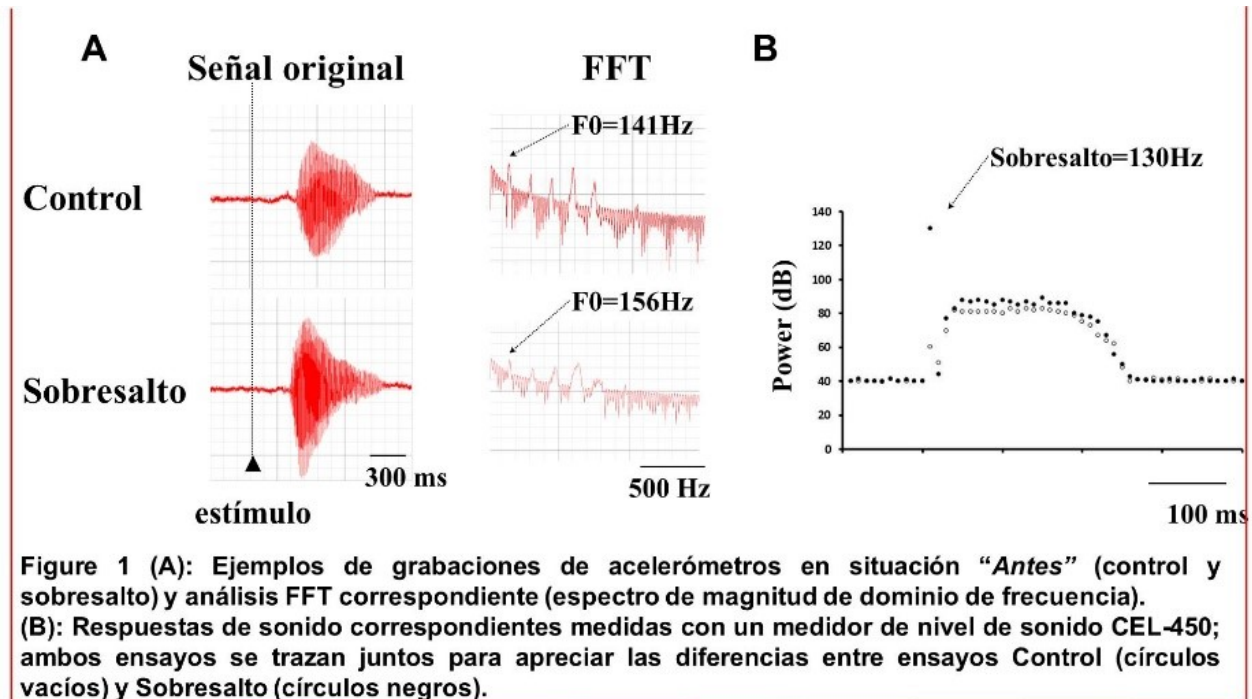 A
B
Señal original
FFT
F0=141Hz
Control
Sobresalto=130Hz
F0=156Hz
Sobresalto
300 ms
500 Hz
estímulo
Power (dB)
140
120
100
80
60
40
20
0
100 ms
Figure 1 (A): Ejemplos de grabaciones de acelerómetros en situación “Antes” (control y
sobresalto) y análisis FFT correspondiente (espectro de magnitud de dominio de frecuencia).
(B): Respuestas de sonido correspondientes medidas con un medidor de nivel de sonido CEL-450;
ambos ensayos se trazan juntos para apreciar las diferencias entre ensayos Control (círculos
vacíos) y Sobresalto (círculos negros).